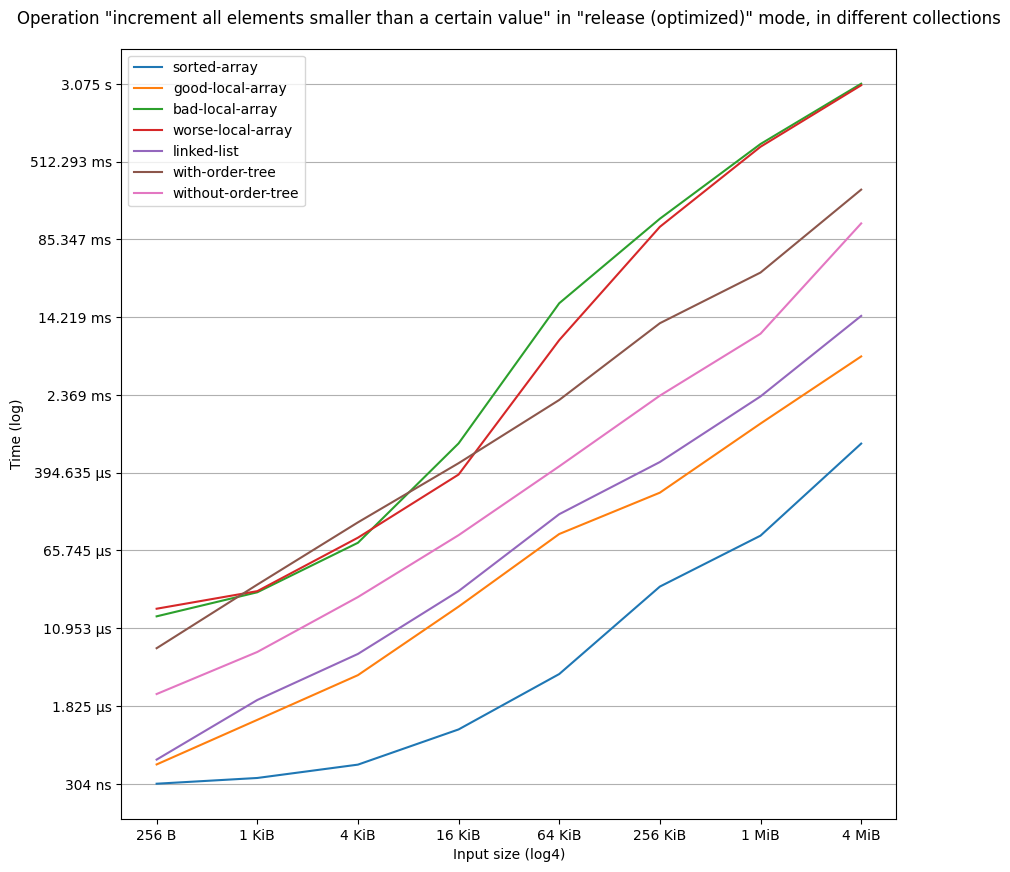 Operation "increment all elements smaller than a certain value" in "release (optimized)" mode, in different collections
sorted-array
good-local-array
bad-local-array
worse-local-array
linked-list
with-order-tree
without-order-tree
Time (log)
3.075 s
512.293 ms
85.347 ms
14.219 ms
2.369 ms
394.635 µs
65.745 µs
10.953 µs
1.825 µs
304 ns
256 B 1 KiB 4 KiB 16 KiB 64 KiB 256 KiB 1 MiB 4 MiB
Input size (log4)